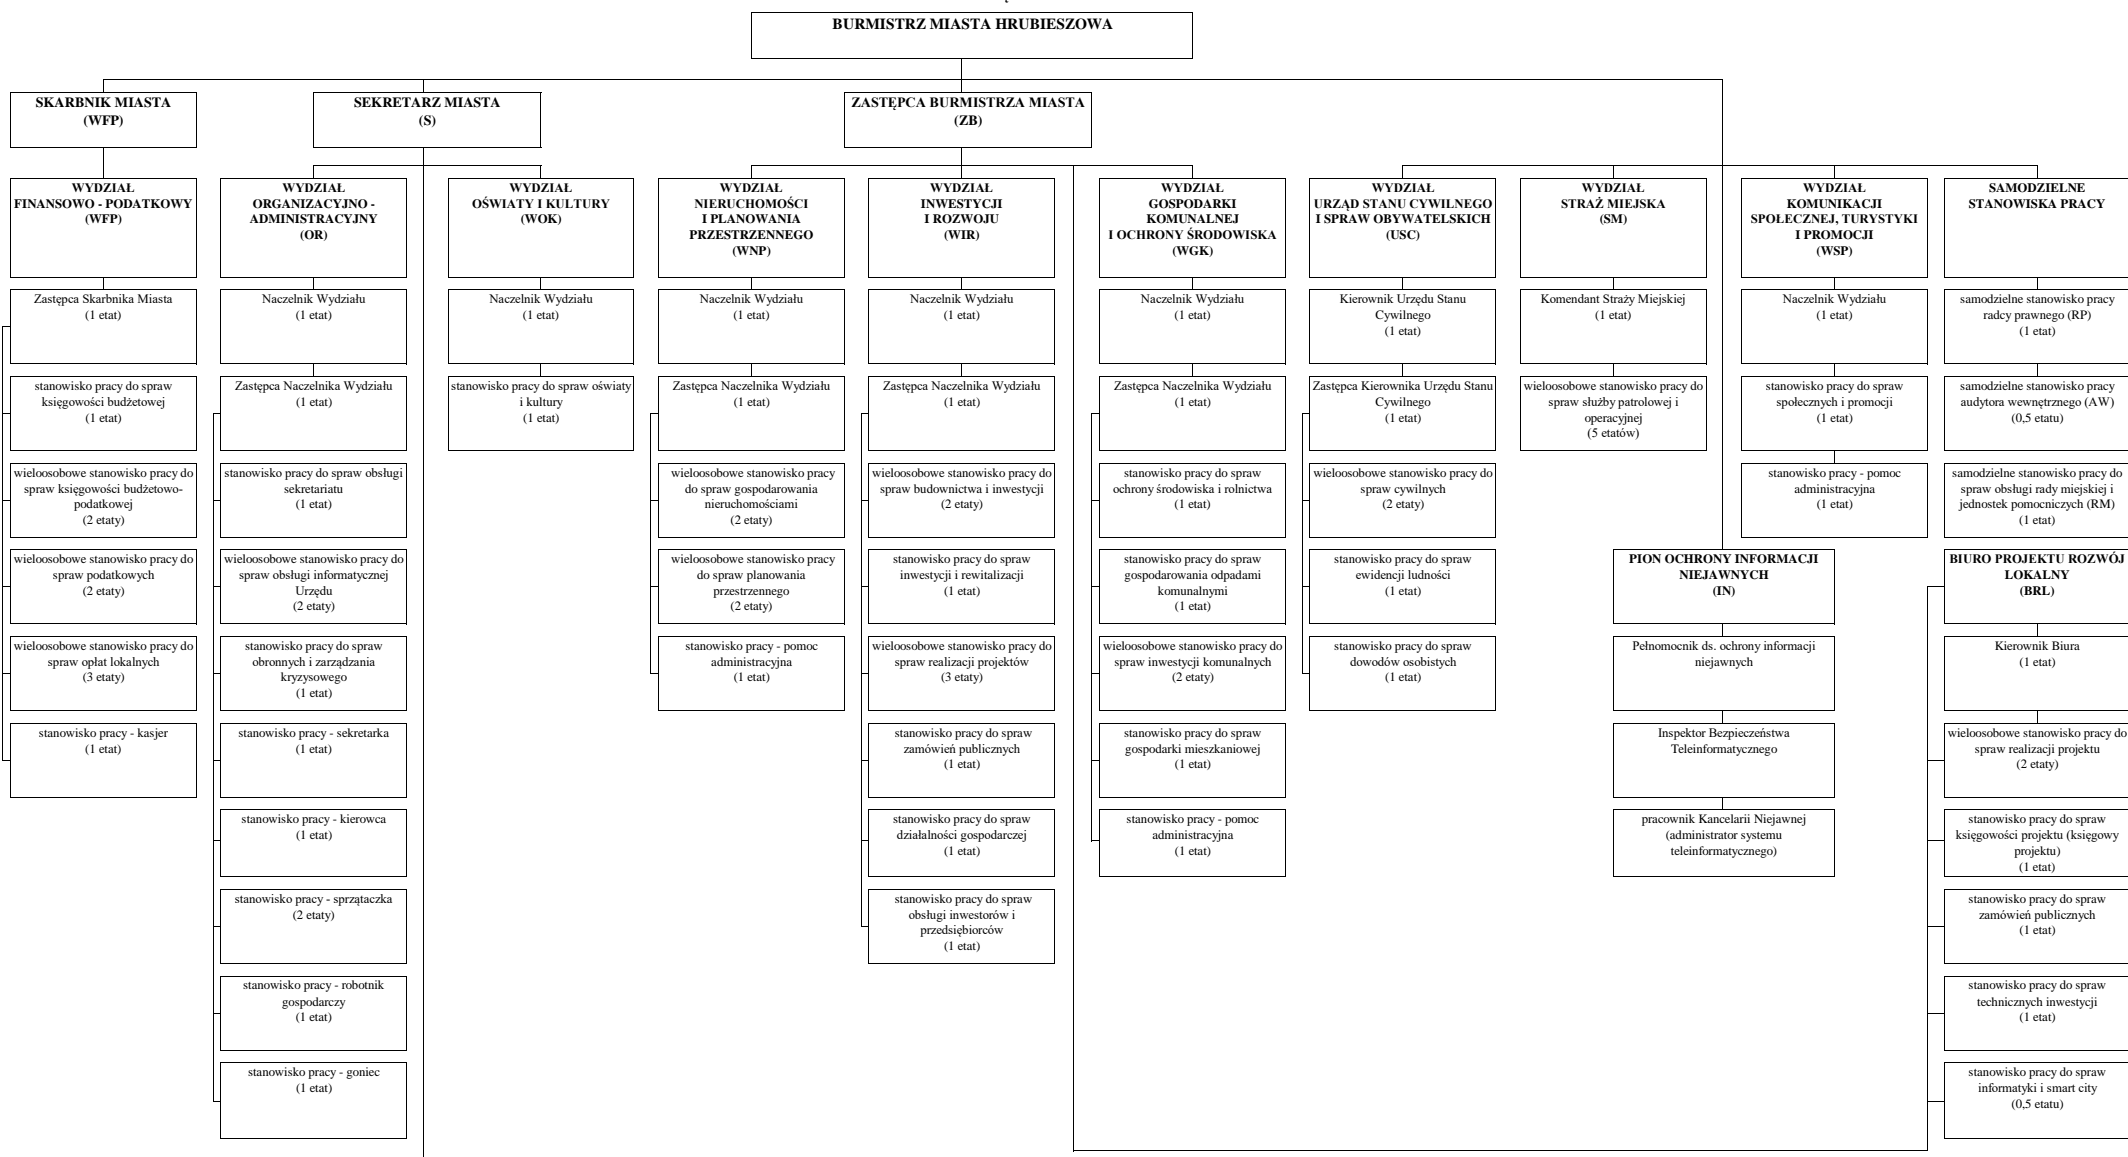 BURMISTRZ MIASTA HRUBIESZOWA
SKARBNIK MIASTA
(WFP)
SEKRETARZ MIASTA
(S)
ZASTĘPCA BURMISTRZA MIASTA
(ZB)
WYDZIAŁ
FINANSOWO - PODATKOWY
(WFP)
Zastępca Skarbnika Miasta
(1 etat)
stanowisko pracy do spraw
księgowości budżetowej
(1 etat)
wieloosobowe stanowisko pracy do
spraw księgowości budżetowo-
podatkowej
(2 etaty)
wieloosobowe stanowisko pracy do
spraw podatkowych
(2 etaty)
wieloosobowe stanowisko pracy do
spraw opłat lokalnych
(3 etaty)
stanowisko pracy - kasjer
(1 etat)
WYDZIAŁ
ORGANIZACYJNO -
ADMINISTRACYJNY
(OR)
Naczelnik Wydziału
(1 etat)
Zastępca Naczelnika Wydziału
(1 etat)
stanowisko pracy do spraw obsługi
sekretariatu
(1 etat)
wieloosobowe stanowisko pracy do
spraw obsługi informatycznej
Urzędu
(2 etaty)
stanowisko pracy do spraw
obronnych i zarządzania
kryzysowego
(1 etat)
stanowisko pracy - sekretarka
(1 etat)
stanowisko pracy - kierowca
(1 etat)
stanowisko pracy - sprzątaczka
(2 etaty)
stanowisko pracy - robotnik
gospodarczy
(1 etat)
stanowisko pracy - goniec
(1 etat)
WYDZIAŁ
OŚWIATY I KULTURY
(WOK)
Naczelnik Wydziału
(1 etat)
stanowisko pracy do spraw oświaty
i kultury
(1 etat)
WYDZIAŁ
NIERUCHOMOŚCI
I PLANOWANIA
PRZESTRZENNEGO
(WNP)
Naczelnik Wydziału
(1 etat)
Zastępca Naczelnika Wydziału
(1 etat)
wieloosobowe stanowisko pracy
do spraw gospodarowania
nieruchomościami
(2 etaty)
wieloosobowe stanowisko pracy
do spraw planowania
przestrzennego
(2 etaty)
stanowisko pracy - pomoc
administracyjna
(1 etat)
WYDZIAŁ
INWESTYCJI
I ROZWOJU
(WIR)
Naczelnik Wydziału
(1 etat)
Zastępca Naczelnika Wydziału
(1 etat)
wieloosobowe stanowisko pracy do
spraw budownictwa i inwestycji
(2 etaty)
stanowisko pracy do spraw
inwestycji i rewitalizacji
(1 etat)
wieloosobowe stanowisko pracy do
spraw realizacji projektów
(3 etaty)
stanowisko pracy do spraw
zamówień publicznych
(1 etat)
stanowisko pracy do spraw
działalności gospodarczej
(1 etat)
stanowisko pracy do spraw
obsługi inwestorów i
przedsiębiorców
(1 etat)
WYDZIAŁ
GOSPODARKI
KOMUNALNEJ
I OCHRONY ŚRODOWISKA
(WGK)
Naczelnik Wydziału
(1 etat)
Zastępca Naczelnika Wydziału
(1 etat)
stanowisko pracy do spraw
ochrony środowiska i rolnictwa
(1 etat)
stanowisko pracy do spraw
gospodarowania odpadami
komunalnymi
(1 etat)
wieloosobowe stanowisko pracy do
spraw inwestycji komunalnych
(2 etaty)
stanowisko pracy do spraw
gospodarki mieszkaniowej
(1 etat)
stanowisko pracy - pomoc
administracyjna
(1 etat)
WYDZIAŁ
URZĄD STANU CYWILNEGO
I SPRAW OBYWATELSKICH
(USC)
Kierownik Urzędu Stanu
Cywilnego
(1 etat)
Zastępca Kierownika Urzędu Stanu
Cywilnego
(1 etat)
wieloosobowe stanowisko pracy do
spraw cywilnych
(2 etaty)
stanowisko pracy do spraw
ewidencji ludności
(1 etat)
stanowisko pracy do spraw
dowodów osobistych
(1 etat)
WYDZIAŁ
STRAŻ MIEJSKA
(SM)
Komendant Straży Miejskiej
(1 etat)
wieloosobowe stanowisko pracy do
spraw służby patrolowej i
operacyjnej
(5 etatów)
PION OCHRONY INFORMACJI
NIEJAWNYCH
(IN)
Pełnomocnik ds. ochrony informacji
niejawnych
Inspektor Bezpieczeństwa
Teleinformatycznego
pracownik Kancelarii Niejawnej
(administrator systemu
teleinformatycznego)
WYDZIAŁ
KOMUNIKACJI
SPOŁECZNEJ, TURYSTYKI
I PROMOCJI
(WSP)
Naczelnik Wydziału
(1 etat)
stanowisko pracy do spraw
społecznych i promocji
(1 etat)
stanowisko pracy - pomoc
administracyjna
(1 etat)
SAMODZIELNE
STANOWISKA PRACY
samodzielne stanowisko pracy
radcy prawnego (RP)
(1 etat)
samodzielne stanowisko pracy
audytora wewnętrznego (AW)
(0,5 etatu)
samodzielne stanowisko pracy do
spraw obsługi rady miejskiej i
jednostek pomocniczych (RM)
(1 etat)
BIURO PROJEKTU ROZWÓJ
LOKALNY
(BRL)
Kierownik Biura
(1 etat)
wieloosobowe stanowisko pracy do
spraw realizacji projektu
(2 etaty)
stanowisko pracy do spraw
księgowości projektu (księgowy
projektu)
(1 etat)
stanowisko pracy do spraw
zamówień publicznych
(1 etat)
stanowisko pracy do spraw
technicznych inwestycji
(1 etat)
stanowisko pracy do spraw
informatyki i smart city
(0,5 etatu)